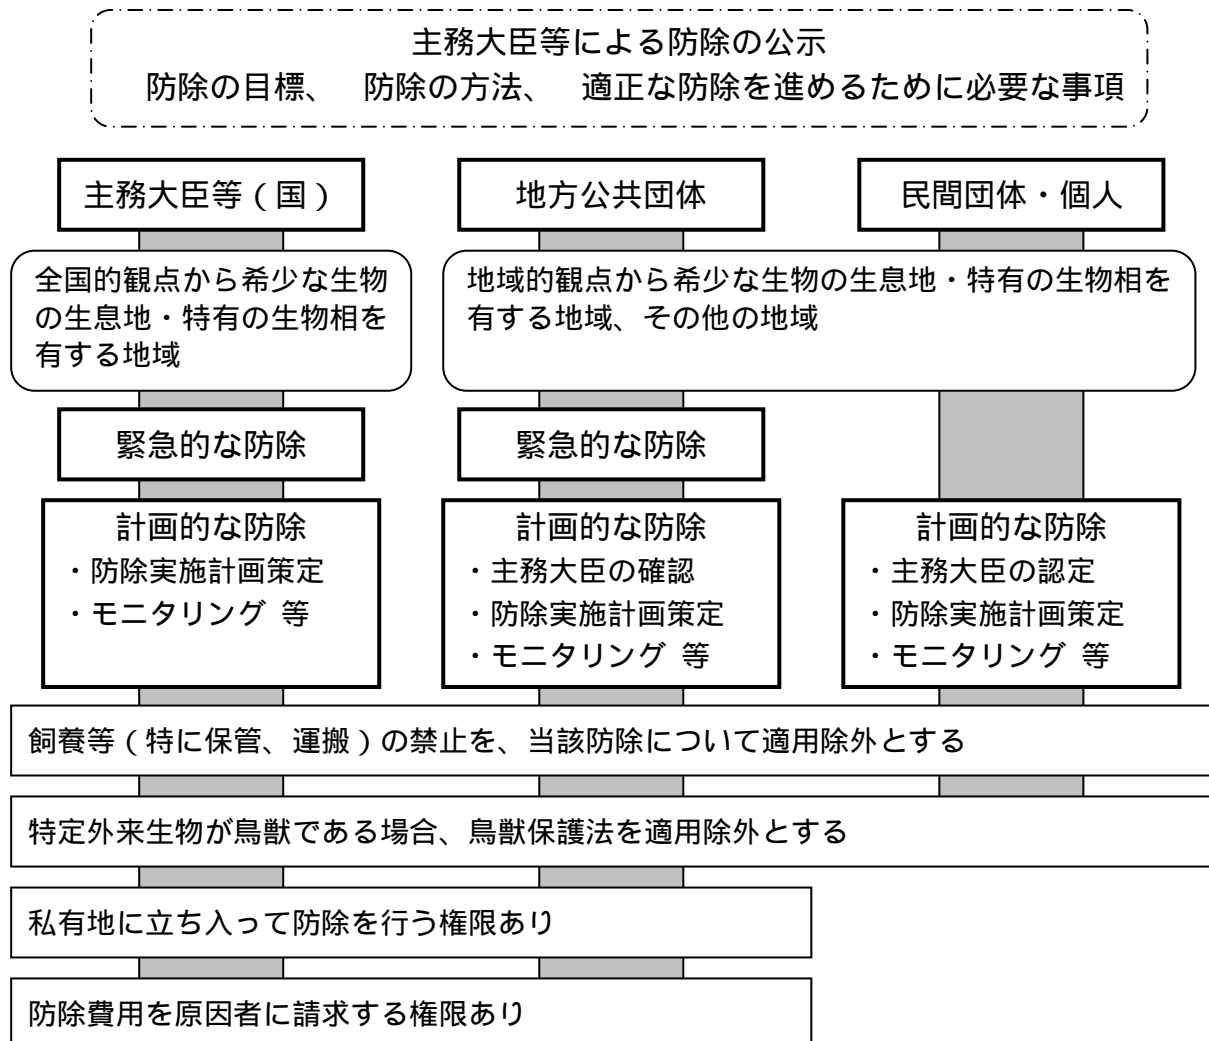 主務大臣等による防除の公示
防除の目標、　防除の方法、　適正な防除を進めるために必要な事項
主務大臣等（国）
地方公共団体
民間団体・個人
全国的観点から希少な生物
の生息地・特有の生物相を
有する地域
地域的観点から希少な生物の生息地・特有の生物相を
有する地域、その他の地域
緊急的な防除
緊急的な防除
計画的な防除
・防除実施計画策定
・モニタリング 等
計画的な防除
・主務大臣の確認
・防除実施計画策定
・モニタリング 等
計画的な防除
・主務大臣の認定
・防除実施計画策定
・モニタリング 等
飼養等（特に保管、運搬）の禁止を、当該防除について適用除外とする
特定外来生物が鳥獣である場合、鳥獣保護法を適用除外とする
私有地に立ち入って防除を行う権限あり
防除費用を原因者に請求する権限あり